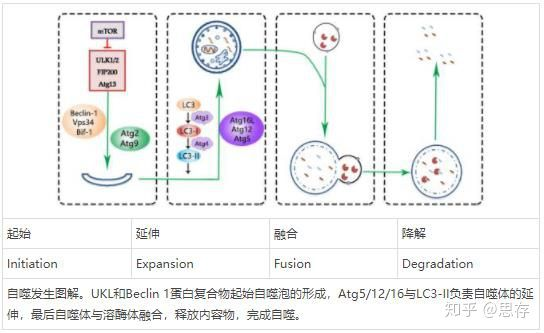 mTOR
ULK1/2
FIP200
Atg13
Beclin-1
Vps34
Bif-1
Atg2
Atg9
LC3
Atg3
LC3-I
Atg4
LC3-II
Atg16L
Atg12
Atg5
起始 延伸 融合 降解
Initiation Expansion Fusion Degradation
自噬发生图解。UKL和Beclin 1蛋白复合物起始自噬泡的形成，Atg5/12/16与LC3-II负责自噬体的延
伸，最后自噬体与溶酶体融合，释放内容物，完成自噬。
知乎 @思存